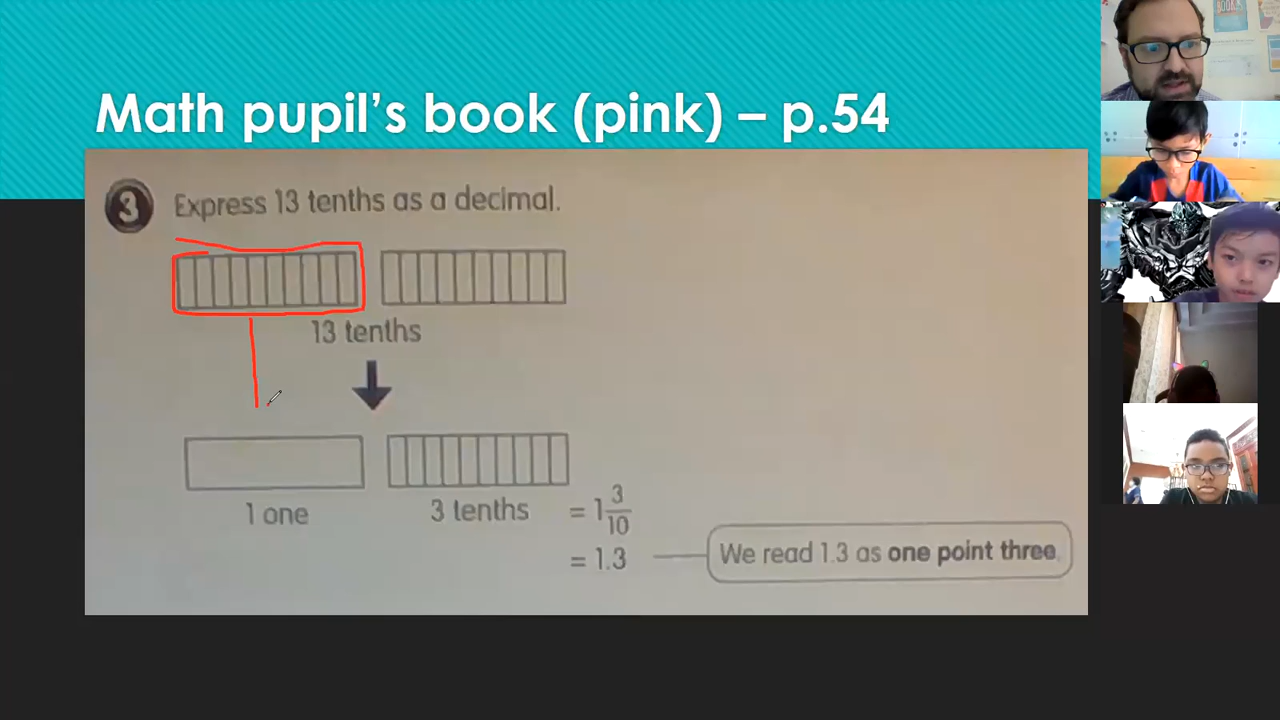 Math pupil's book (pink) – p.54
3 Express 13 tenths as a decimal.
13 tenths
1 one 3 tenths = 1 3/10
= 1.3 We read 1.3 as one point three.